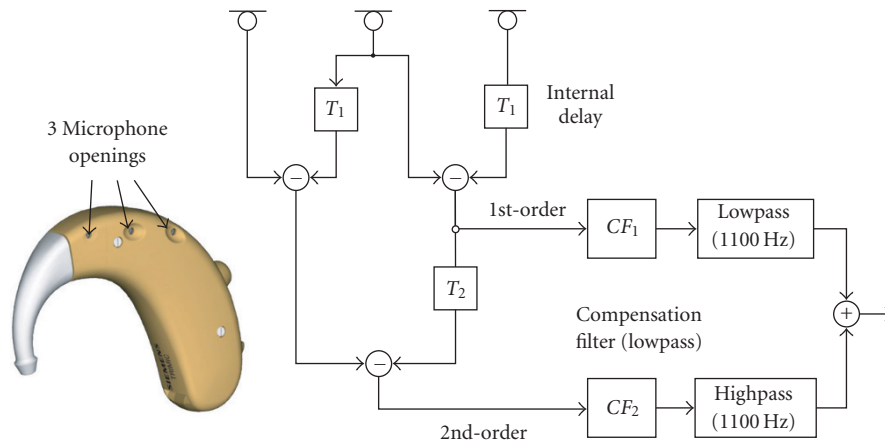 3 Microphone
openings
T1
T1
Internal
delay
−
−
1st-order
CF1
Lowpass
(1100 Hz)
T2
Compensation
filter (lowpass)
+
−
2nd-order
CF2
Highpass
(1100 Hz)
SIEMENS